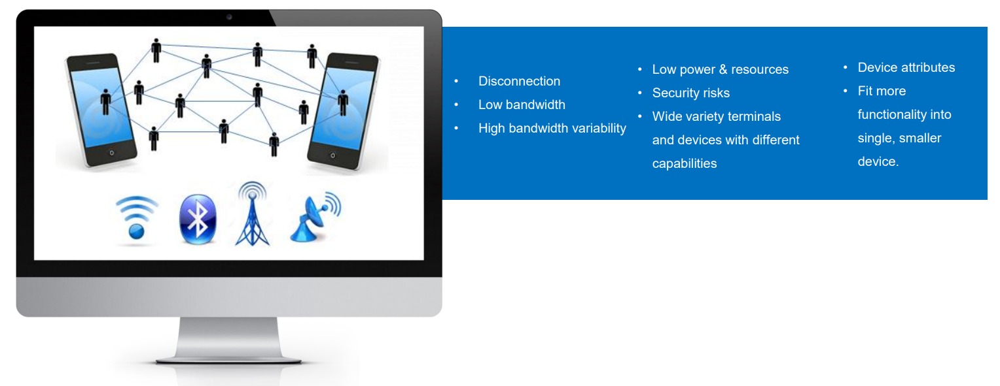 • Disconnection
• Low bandwidth
• High bandwidth variability
• Low power & resources
• Security risks
• Wide variety terminals
and devices with different
capabilities
• Device attributes
• Fit more
functionality into
single, smaller
device.